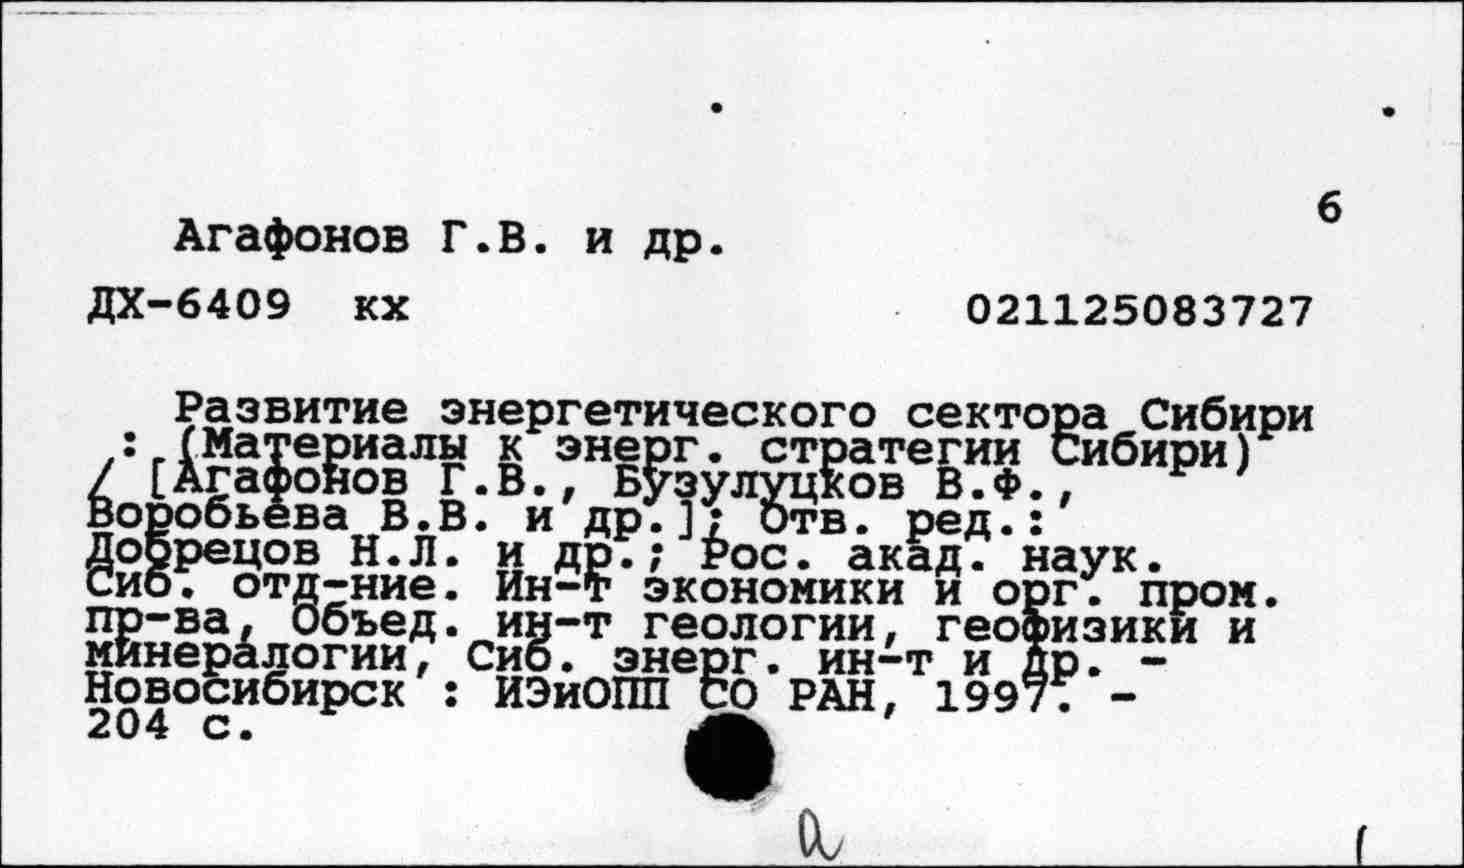 6
Агафонов Г.В. и др.
ДХ-6409 кх 021125083727
Развитие энергетического сектора Сибири
: (Материалы к энерг. стратегии Сибири)
/ [Агафонов Г.В., Бузулуцков В.Ф.,
Воробьева В.В. и др.]; Отв. ред.:
Добрецов Н.Л. и др.; Рос. акад. наук.
Сиб. отд-ние. Ин-т экономики и орг. пром.
пр-ва, Объед. ин-т геологии, геофизики и
минералогии, Сиб. энерг. ин-т и др. -
Новосибирск : ИЭиОПП СО РАН, 1997. -
204 с.